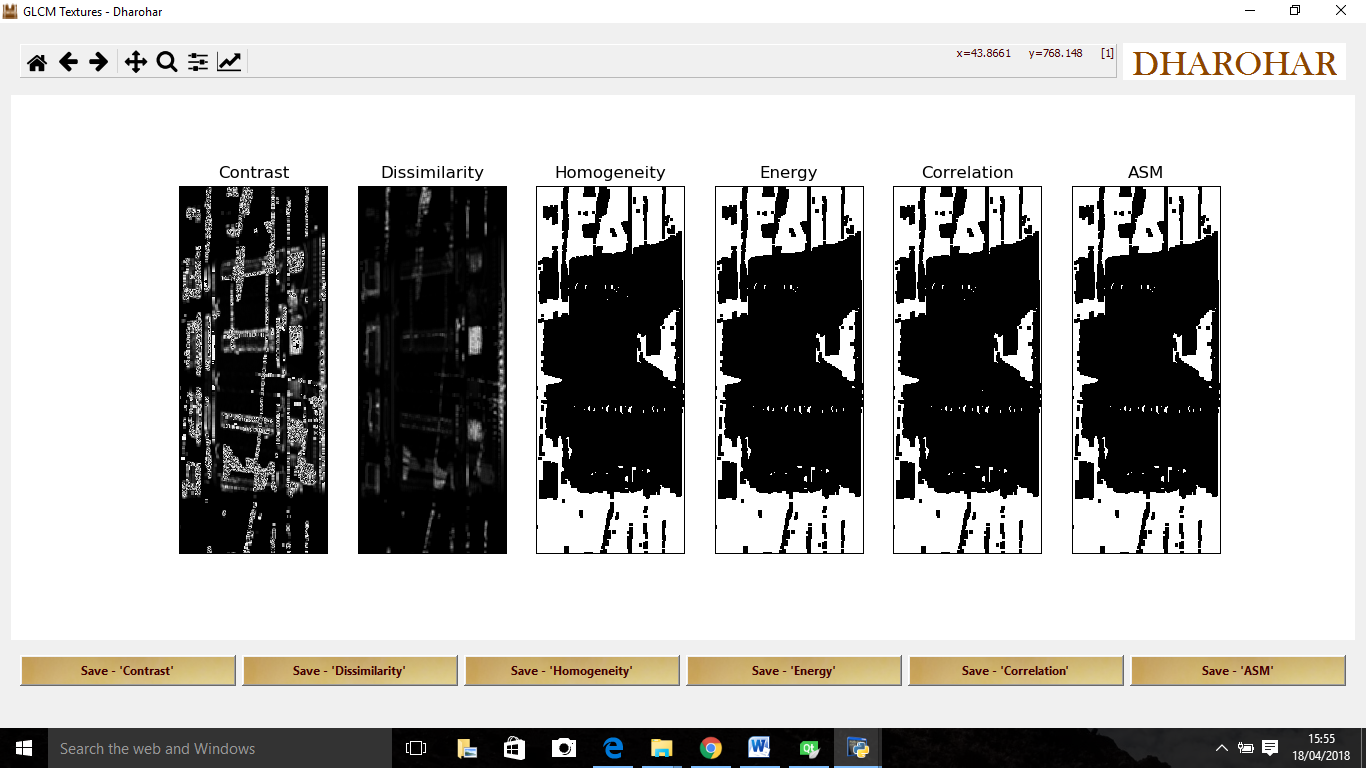 GLCM Textures - Dharohar
x=43.8661 y=768.148 [1]
DHAROHAR
Contrast Dissimilarity Homogeneity Energy Correlation ASM
Save - 'Contrast' Save - 'Dissimilarity' Save - 'Homogeneity' Save - 'Energy' Save - 'Correlation' Save - 'ASM'
Search the web and Windows
15:55
18/04/2018